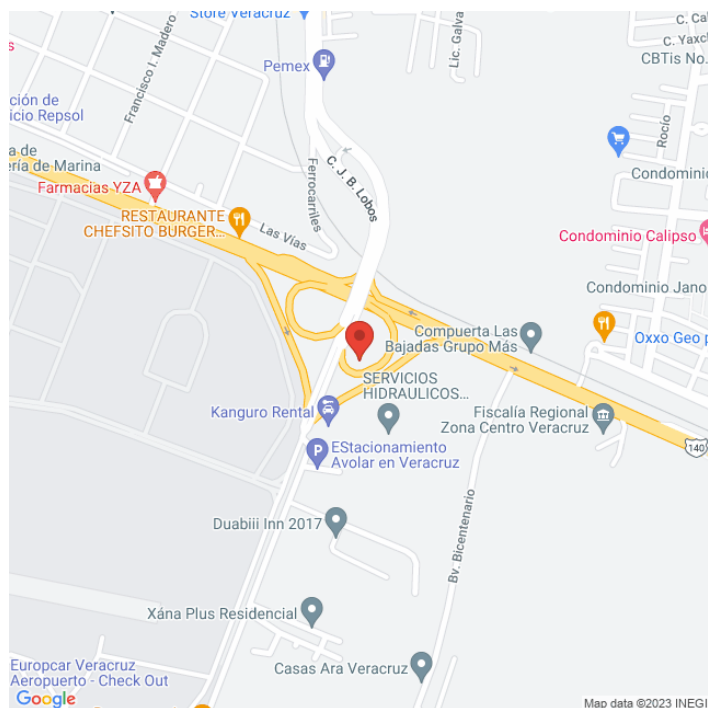 Store Veracruz
C. Ca
C. Yaxch
CBTis No.
Lic. Galva
Pemex
Francisco I. Madero
ción de
icio Repsol
Rocío
a de
ería de Marina
Farmacias YZA
Ferrocarriles
C. J. B. Lobos
Condominio
RESTAURANTE
CHEFSITO BURGER...
Las Vías
Condominio Calipso
Condominio Jano
Compuerta Las
Bajadas Grupo Más
Oxxo Geo p
SERVICIOS
HIDRAULICOS...
Kanguro Rental
Fiscalía Regional
Zona Centro Veracruz
140
EStacionamiento
Avolar en Veracruz
Duabiii Inn 2017
Bv. Bicentenario
Xána Plus Residencial
Europcar Veracruz
Aeropuerto - Check Out
Casas Ara Veracruz
Google
Map data ©2023 INEGI